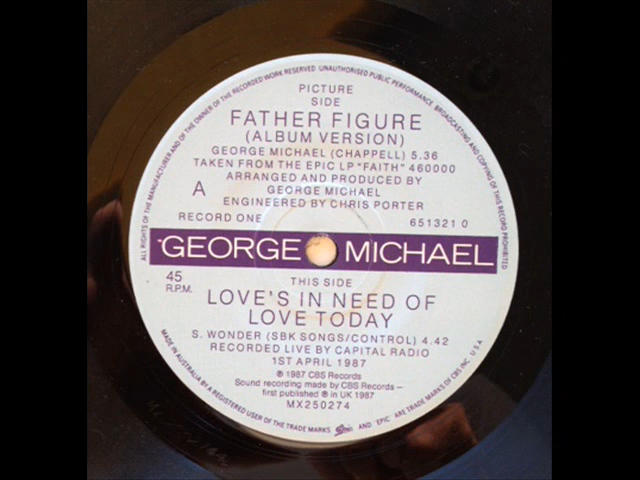 ALL RIGHTS OF THE MANUFACTURER AND OF THE OWNER OF THE RECORDED WORK RESERVED. UNAUTHORISED PUBLIC PERFORMANCE, BROADCASTING AND COPYING OF THIS RECORD PROHIBITED
PICTURE
SIDE
FATHER FIGURE
(ALBUM VERSION)
GEORGE MICHAEL (CHAPPELL) 5.36
TAKEN FROM THE EPIC LP "FAITH" 460000
ARRANGED AND PRODUCED BY
A
GEORGE MICHAEL
ENGINEERED BY CHRIS PORTER
RECORD ONE 651321 0
GEORGE MICHAEL
45
R.P.M.
THIS SIDE
LOVE'S IN NEED OF
LOVE TODAY
S. WONDER (SBK SONGS/CONTROL) 4.42
RECORDED LIVE BY CAPITAL RADIO
1ST APRIL 1987
℗ 1987 CBS Records
Sound recording made by CBS Records –
first published ℗ in UK 1987
MX250274
MADE IN AUSTRALIA BY A REGISTERED USER OF THE TRADE MARKS Epic AND 'EPIC' ARE TRADE MARKS OF CBS INC. U.S.A.